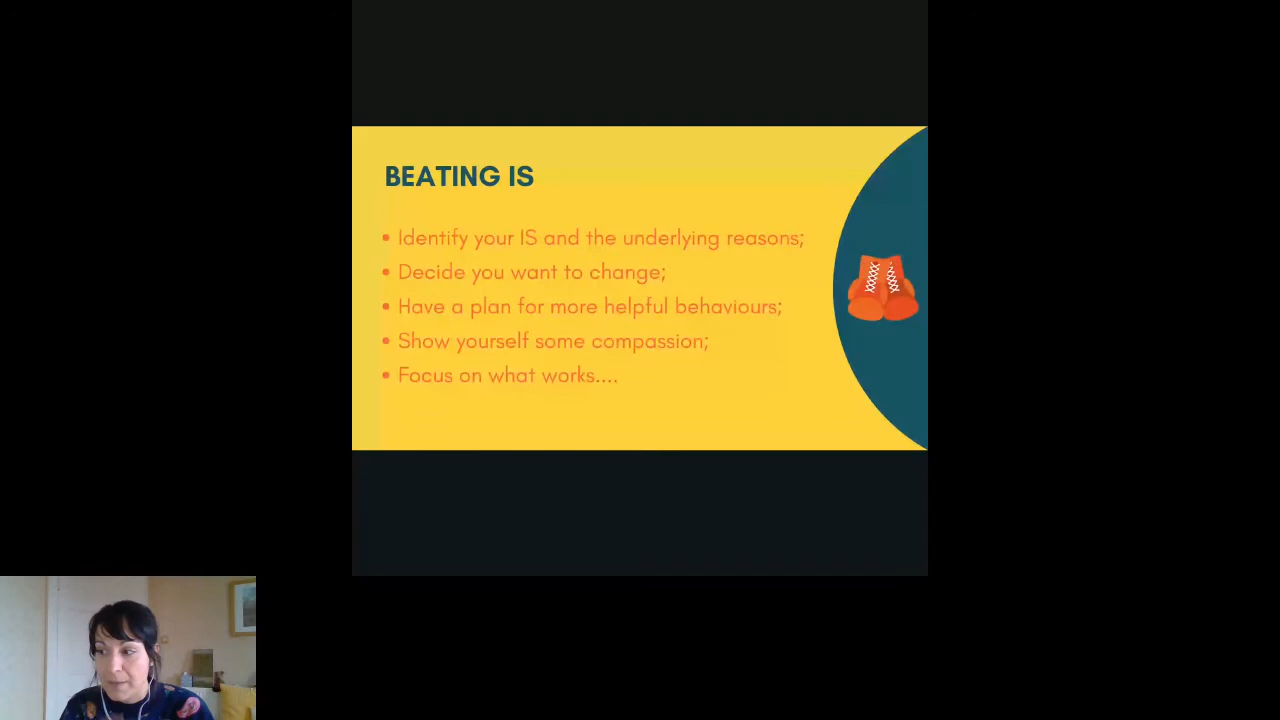 BEATING IS
• Identify your IS and the underlying reasons;
• Decide you want to change;
• Have a plan for more helpful behaviours;
• Show yourself some compassion;
• Focus on what works....